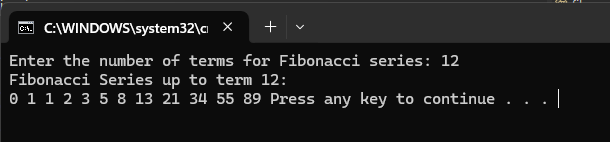 C:\WINDOWS\system32\c
Enter the number of terms for Fibonacci series: 12
Fibonacci Series up to term 12:
0 1 1 2 3 5 8 13 21 34 55 89 Press any key to continue . . .